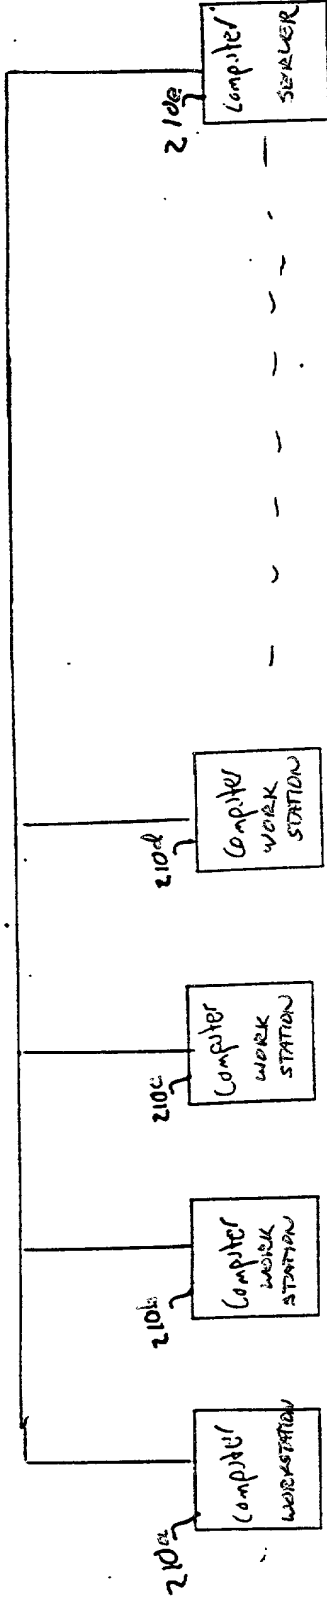 210a
Computer
WORKSTATION
210b
Computer
WORK
STATION
210c
Computer
WORK
STATION
210d
Computer
WORK
STATION
210e
Computer
SERVER